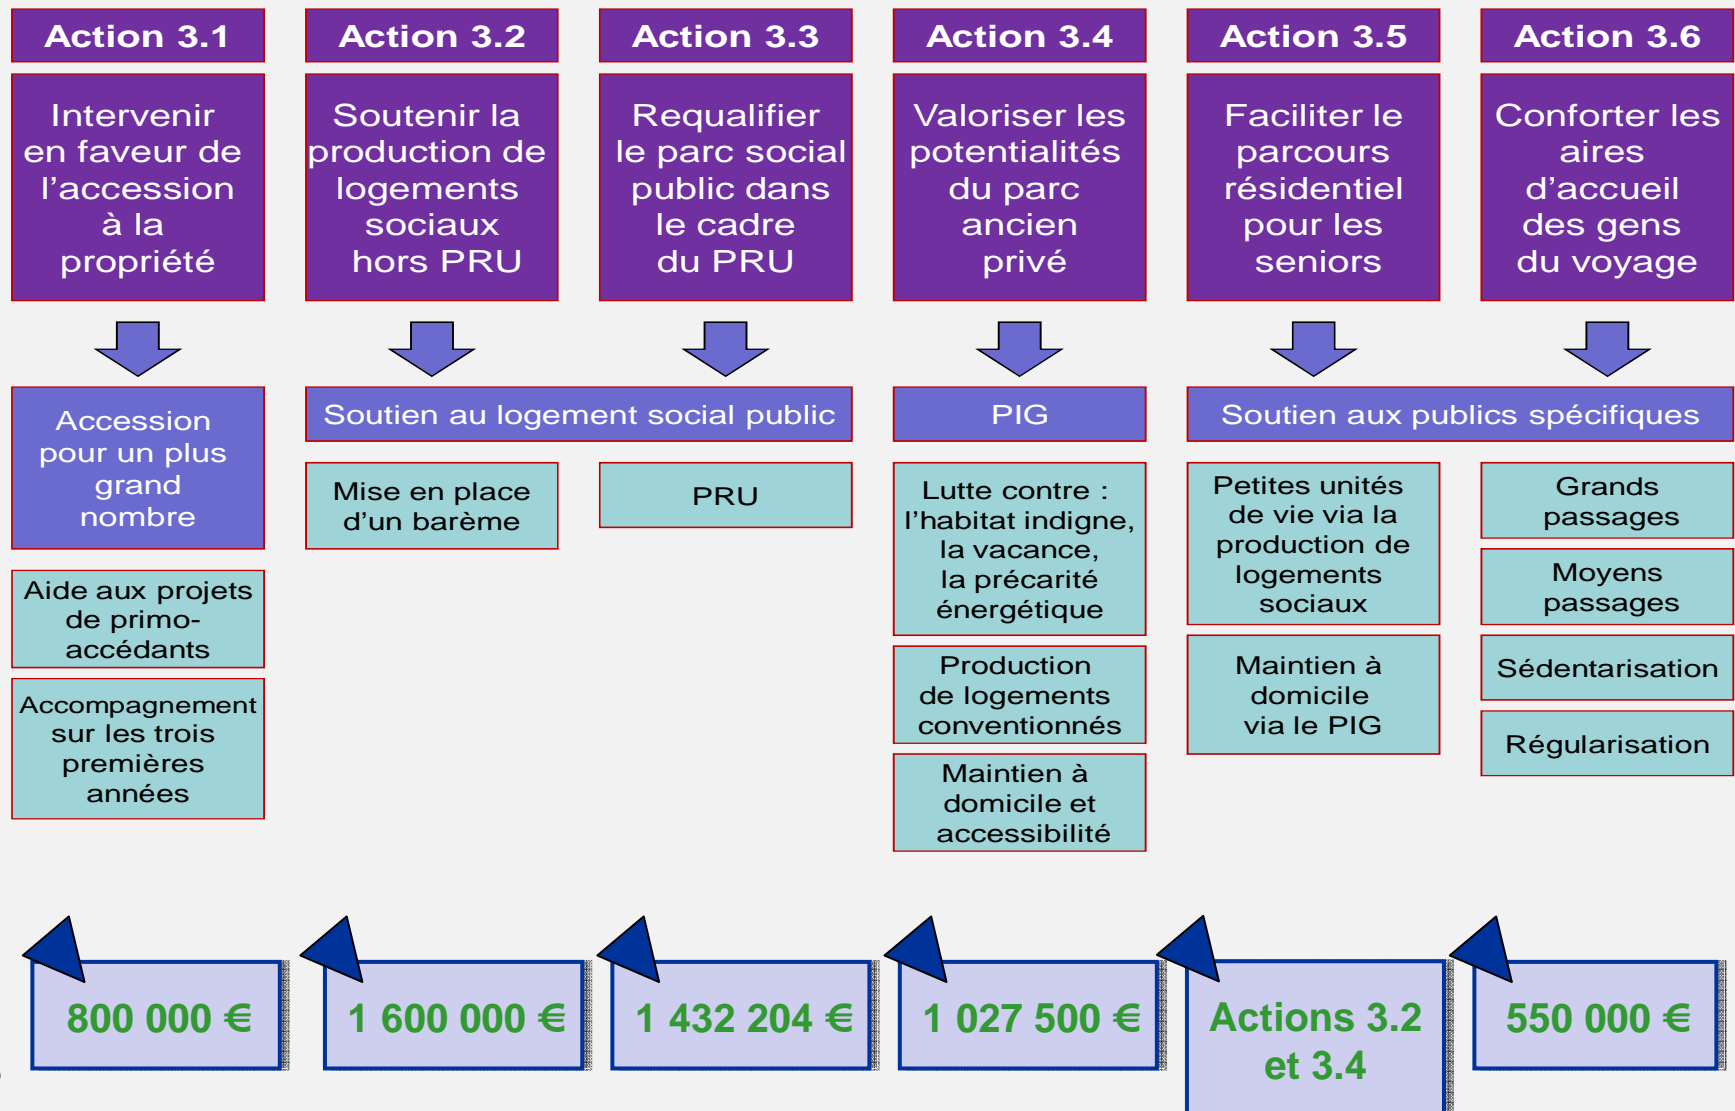 Action 3.1
Intervenir
en faveur de
l’accession
à la
propriété
Accession
pour un plus
grand
nombre
Aide aux projets
de primo-
accédants
Accompagnement
sur les trois
premières
années
800 000 €
Action 3.2
Soutenir la
production de
logements
sociaux
hors PRU
Action 3.3
Requalifier
le parc social
public dans
le cadre
du PRU
Soutien au logement social public
Mise en place
d’un barème
PRU
1 600 000 €
1 432 204 €
Action 3.4
Valoriser les
potentialités
du parc
ancien
privé
PIG
Lutte contre :
l’habitat indigne,
la vacance,
la précarité
énergétique
Production
de logements
conventionnés
Maintien à
domicile et
accessibilité
1 027 500 €
Action 3.5
Faciliter le
parcours
résidentiel
pour les
seniors
Action 3.6
Conforter les
aires
d’accueil
des gens
du voyage
Soutien aux publics spécifiques
Petites unités
de vie via la
production de
logements
sociaux
Maintien à
domicile
via le PIG
Grands
passages
Moyens
passages
Sédentarisation
Régularisation
Actions 3.2
et 3.4
550 000 €